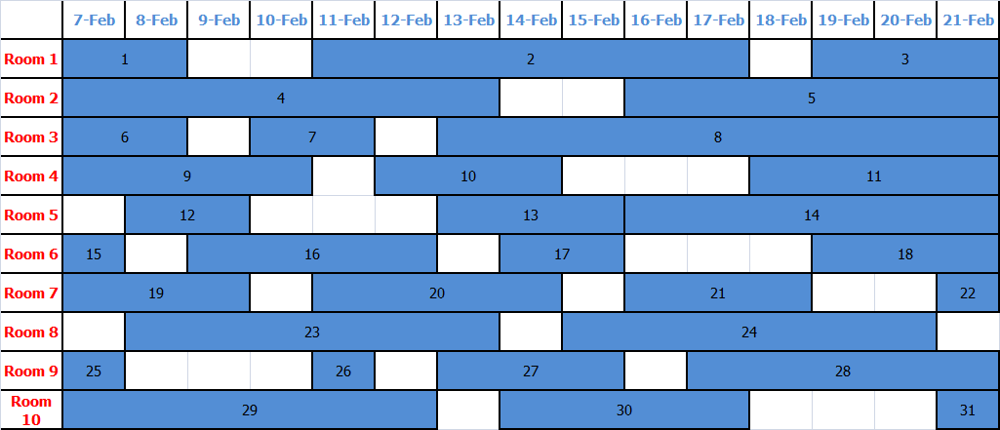 7-Feb 8-Feb 9-Feb 10-Feb 11-Feb 12-Feb 13-Feb 14-Feb 15-Feb 16-Feb 17-Feb 18-Feb 19-Feb 20-Feb 21-Feb
Room 1 1 2 3
Room 2 4 5
Room 3 6 7 8
Room 4 9 10 11
Room 5 12 13 14
Room 6 15 16 17 18
Room 7 19 20 21 22
Room 8 23 24
Room 9 25 26 27 28
Room
10 29 30 31